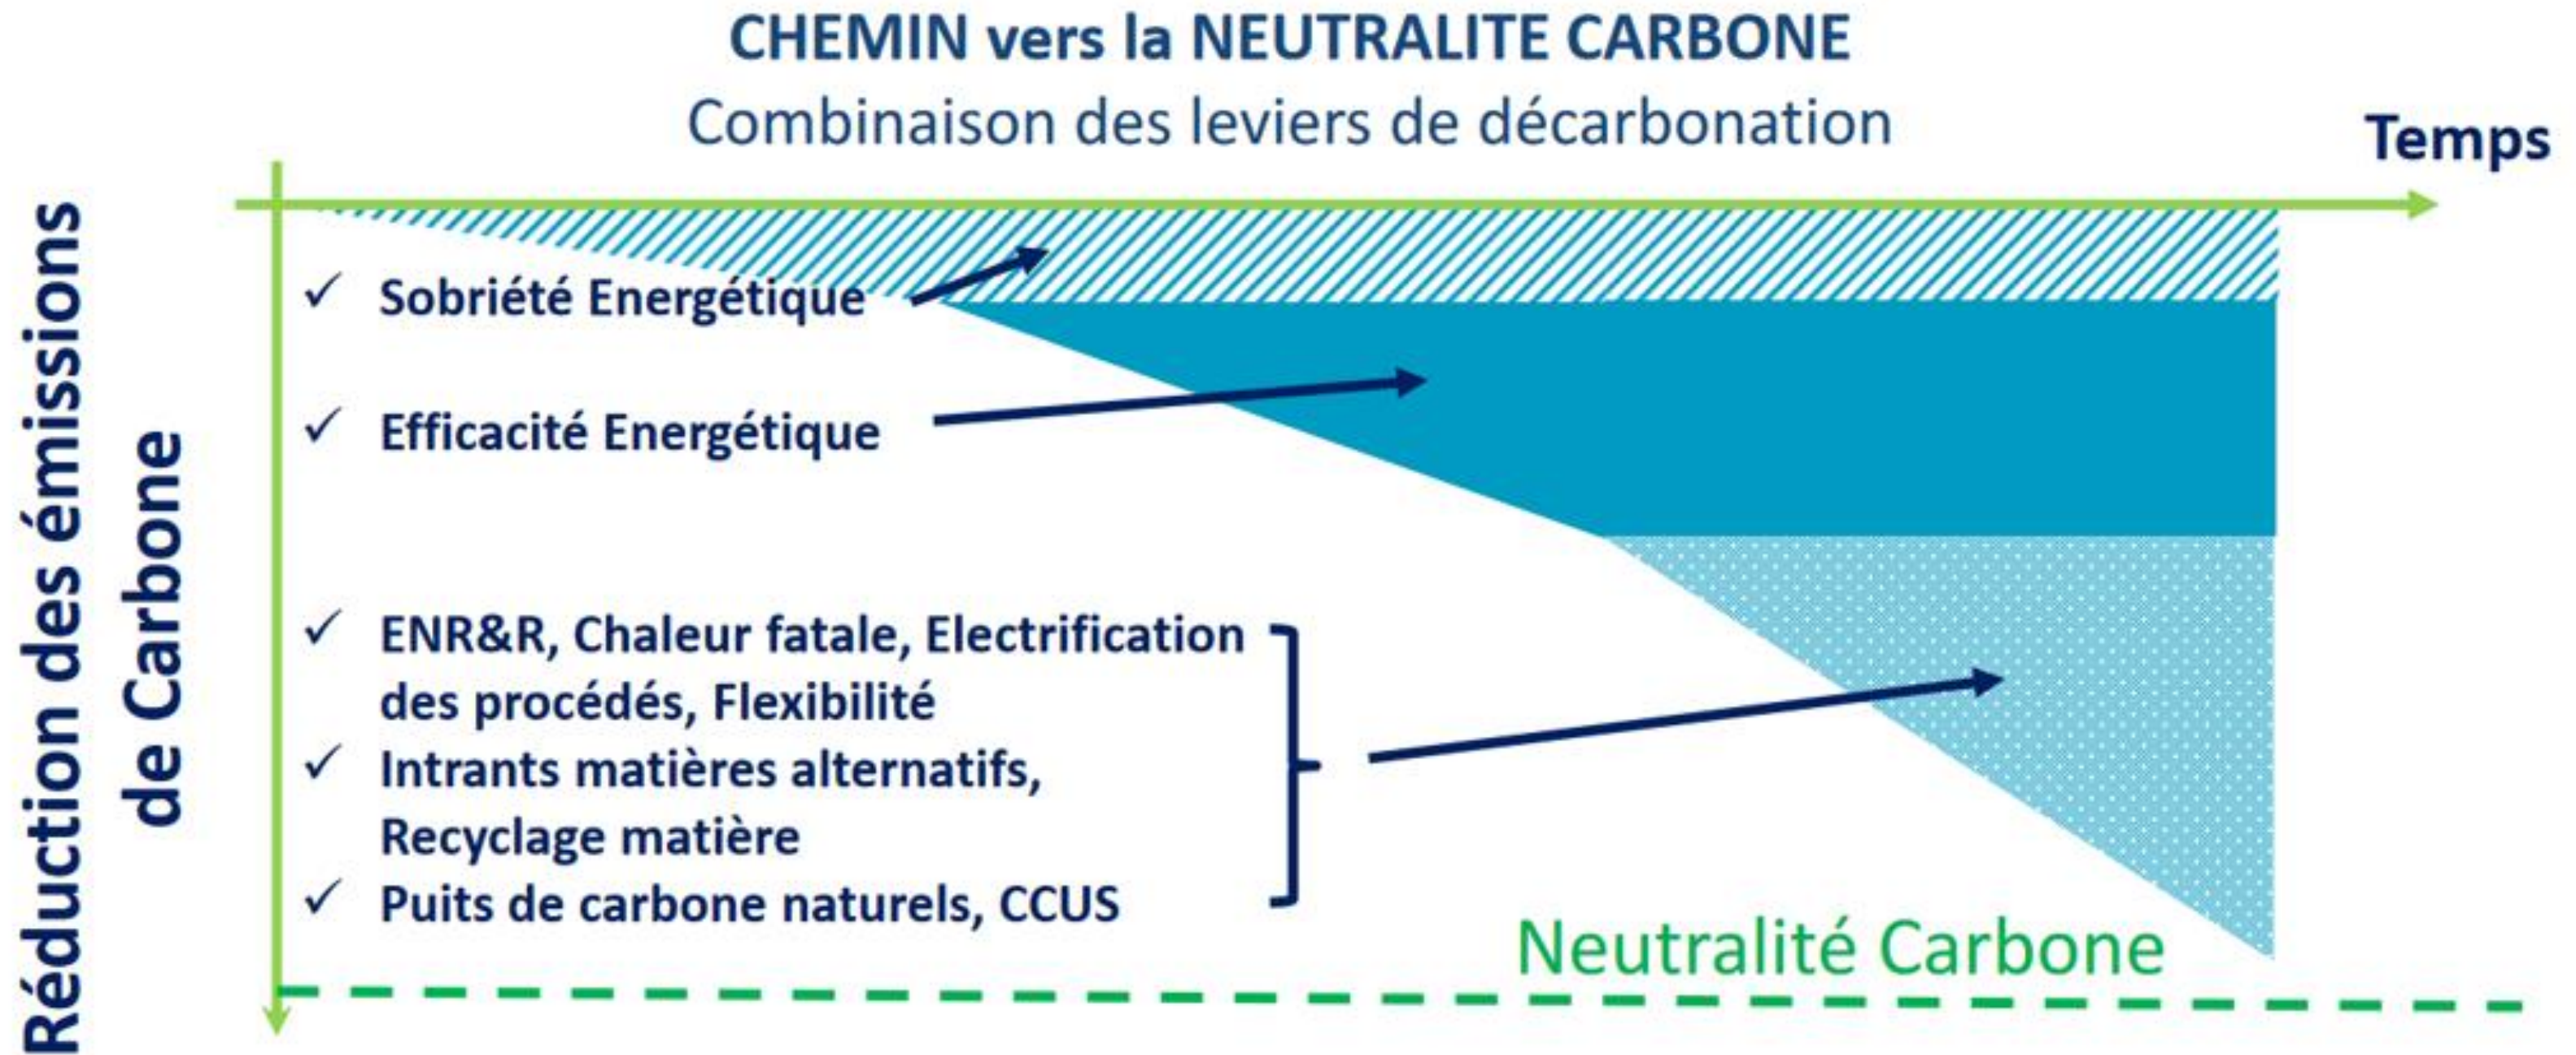 CHEMIN vers la NEUTRALITE CARBONE
Combinaison des leviers de décarbonation
Temps
Réduction des émissions
de Carbone
✓ Sobriété Energétique
✓ Efficacité Energétique
✓ ENR&R, Chaleur fatale, Electrification
des procédés, Flexibilité
✓ Intrants matières alternatifs,
Recyclage matière
✓ Puits de carbone naturels, CCUS
Neutralité Carbone